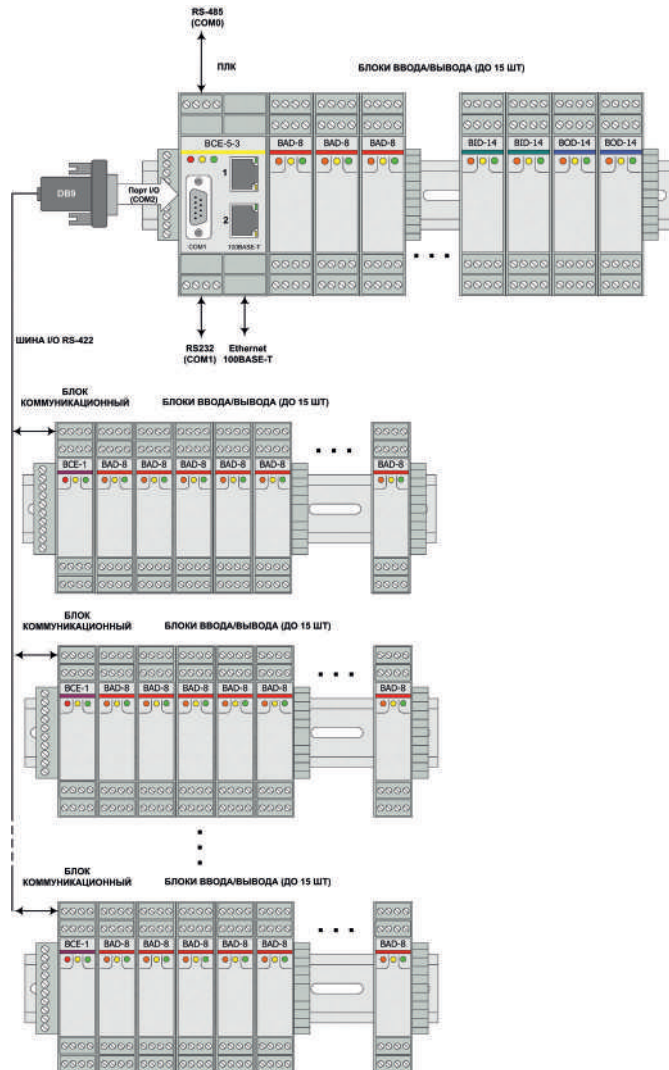 RS-485
(COM0)
ПЛК
БЛОКИ ВВОДА/ВЫВОДА (ДО 15 ШТ)
BCE-5-3
BAD-8
BAD-8
BAD-8
BID-14
BID-14
BOD-14
BOD-14
DB9
Порт I/O
(COM2)
1
2
COM1
100BASE-T
RS232
(COM1)
Ethernet
100BASE-T
ШИНА I/O RS-422
БЛОК
КОММУНИКАЦИОННЫЙ
БЛОКИ ВВОДА/ВЫВОДА (ДО 15 ШТ)
BCE-1
BAD-8
BAD-8
BAD-8
BAD-8
BAD-8
BAD-8
БЛОК
КОММУНИКАЦИОННЫЙ
БЛОКИ ВВОДА/ВЫВОДА (ДО 15 ШТ)
BCE-1
BAD-8
BAD-8
BAD-8
BAD-8
BAD-8
BAD-8
БЛОК
КОММУНИКАЦИОННЫЙ
БЛОКИ ВВОДА/ВЫВОДА (ДО 15 ШТ)
BCE-1
BAD-8
BAD-8
BAD-8
BAD-8
BAD-8
BAD-8